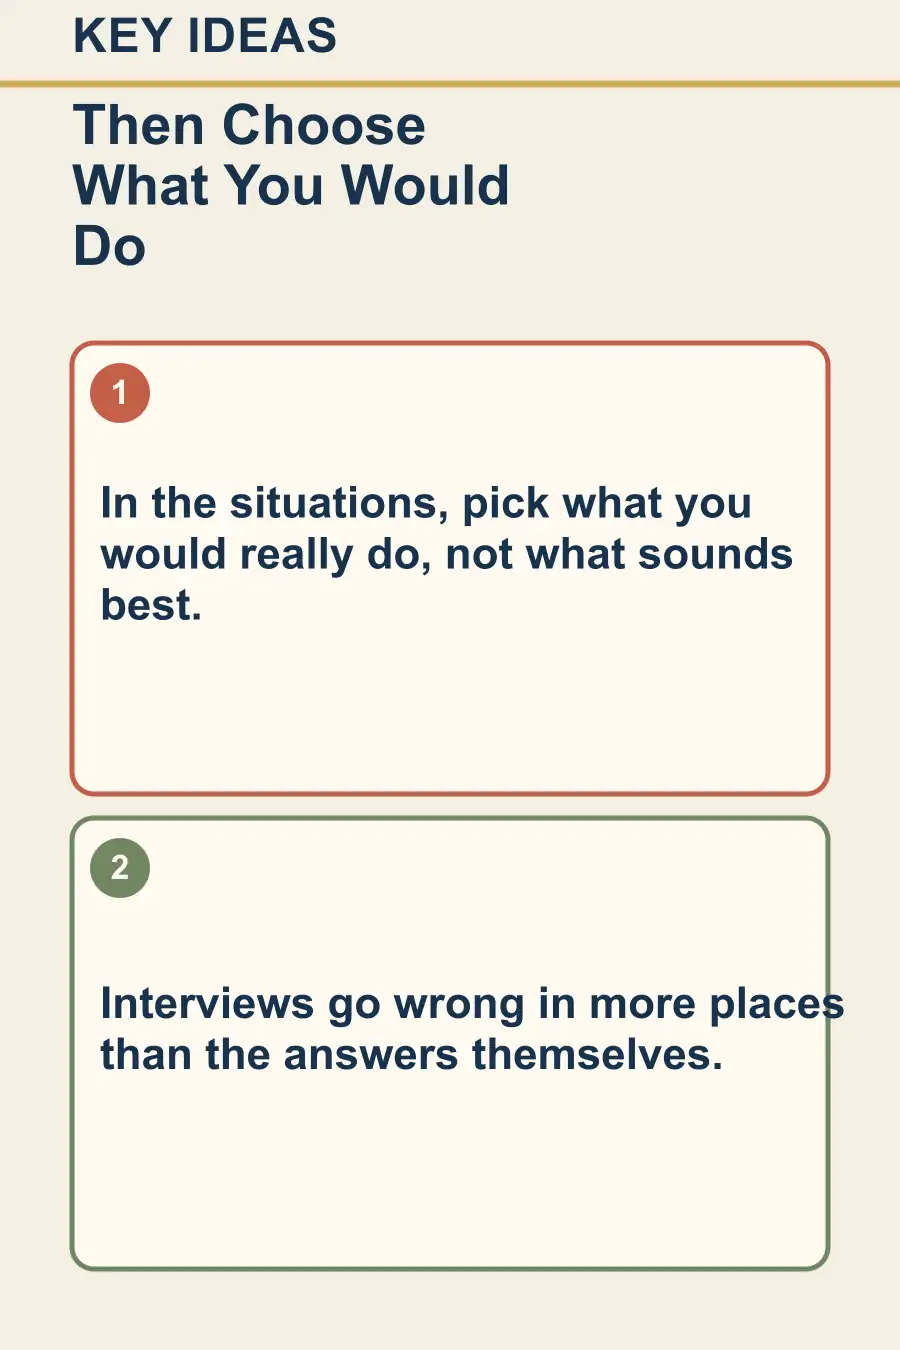 KEY IDEAS
Then Choose
What You Would
Do
1
In the situations, pick what you
would really do, not what sounds
best.
2
Interviews go wrong in more places
than the answers themselves.